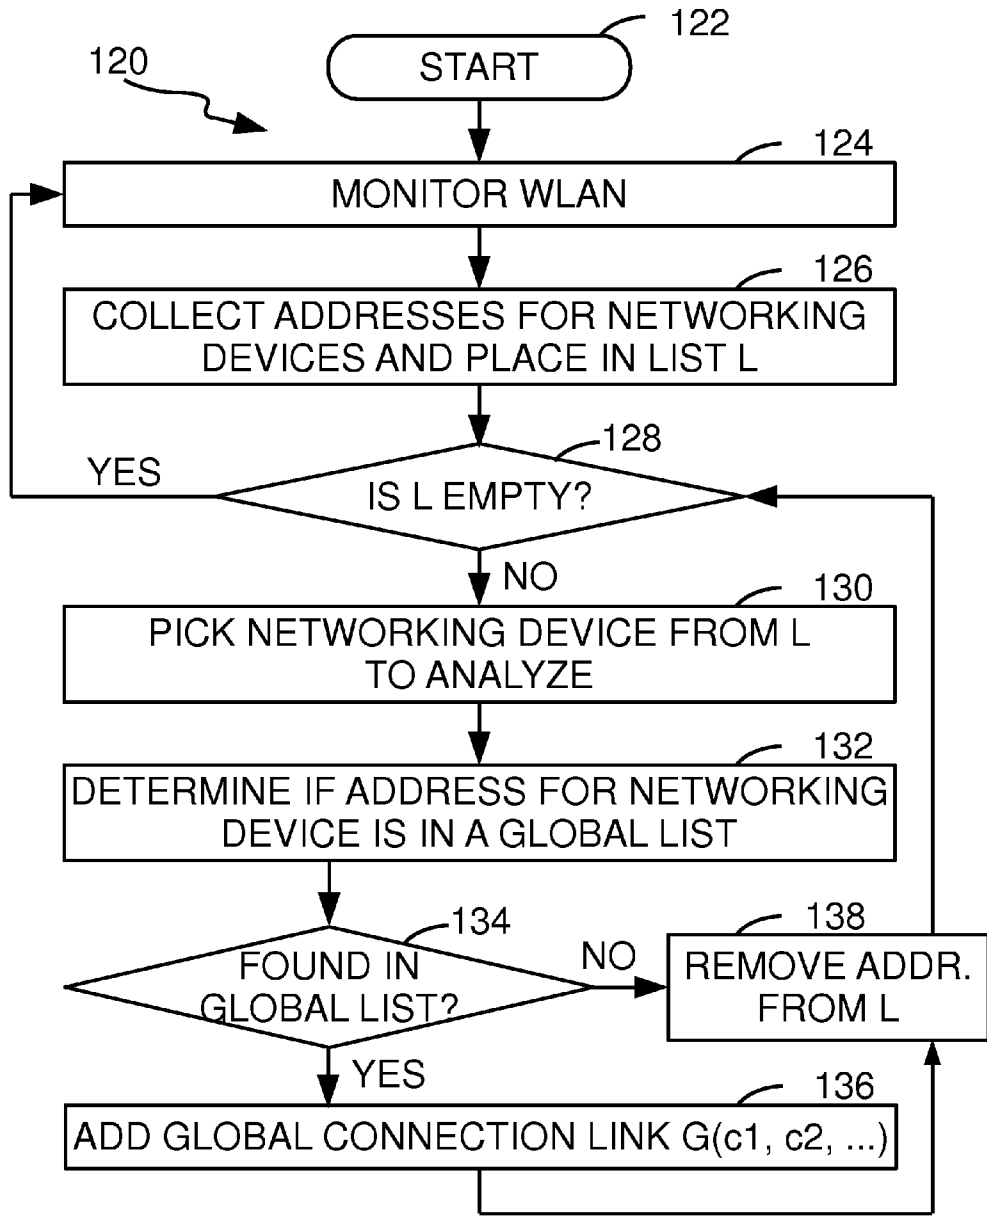 122
START
120
124
MONITOR WLAN
126
COLLECT ADDRESSES FOR NETWORKING
DEVICES AND PLACE IN LIST L
128
YES
IS L EMPTY?
NO
130
PICK NETWORKING DEVICE FROM L
TO ANALYZE
132
DETERMINE IF ADDRESS FOR NETWORKING
DEVICE IS IN A GLOBAL LIST
134
FOUND IN
GLOBAL LIST?
NO
138
REMOVE ADDR.
FROM L
YES
136
ADD GLOBAL CONNECTION LINK G(c1, c2, ...)